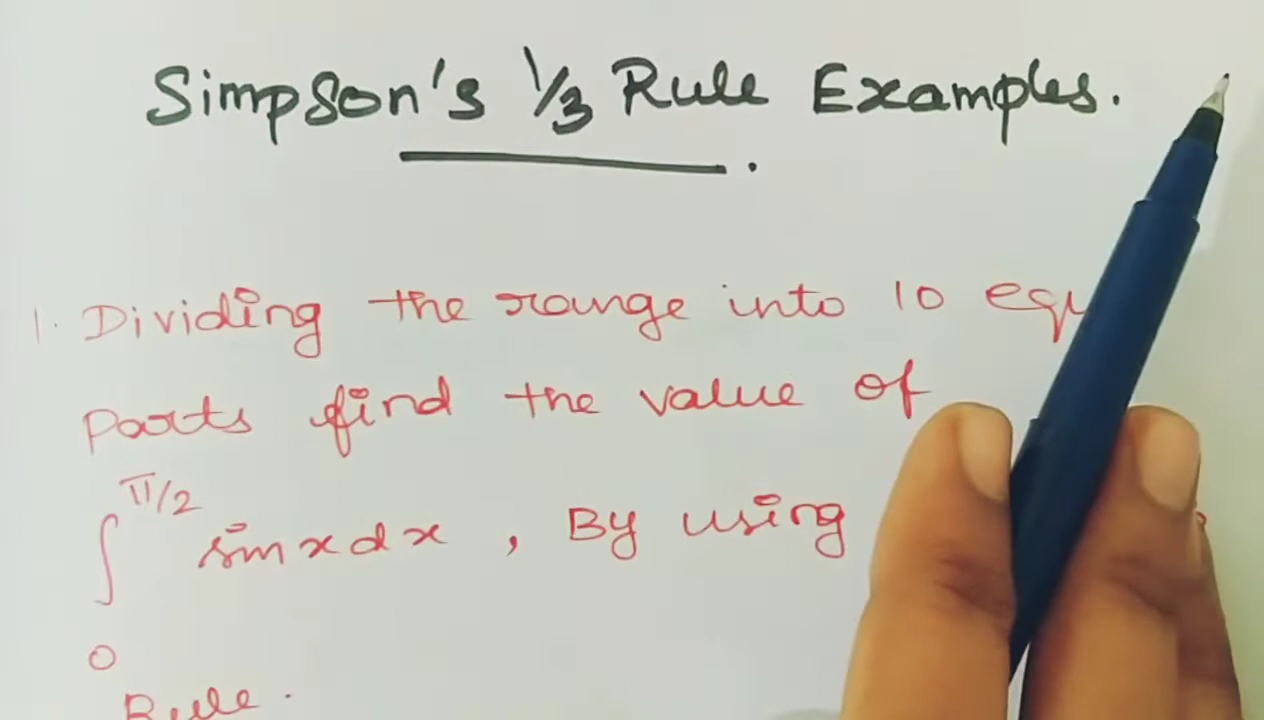 Simpson's 1/3 Rule Examples.
1. Dividing the range into 10 equ
Parts find the value of
∫₀^π/2 sin x dx , By using
Rule.